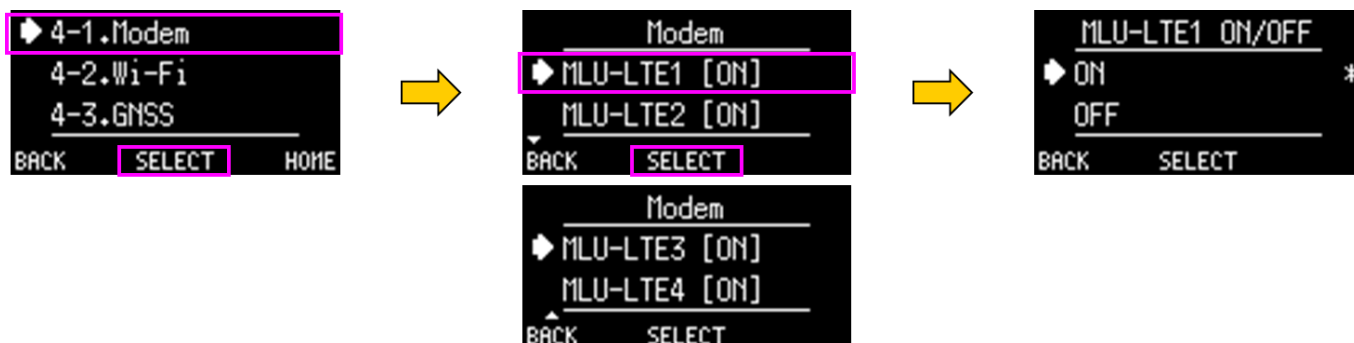 4-1.Modem
4-2.Wi-Fi
4-3.GNSS
BACK SELECT HOME
Modem
MLU-LTE1 [ON]
MLU-LTE2 [ON]
BACK SELECT
Modem
MLU-LTE3 [ON]
MLU-LTE4 [ON]
BACK SELECT
MLU-LTE1 ON/OFF
ON *
OFF
BACK SELECT